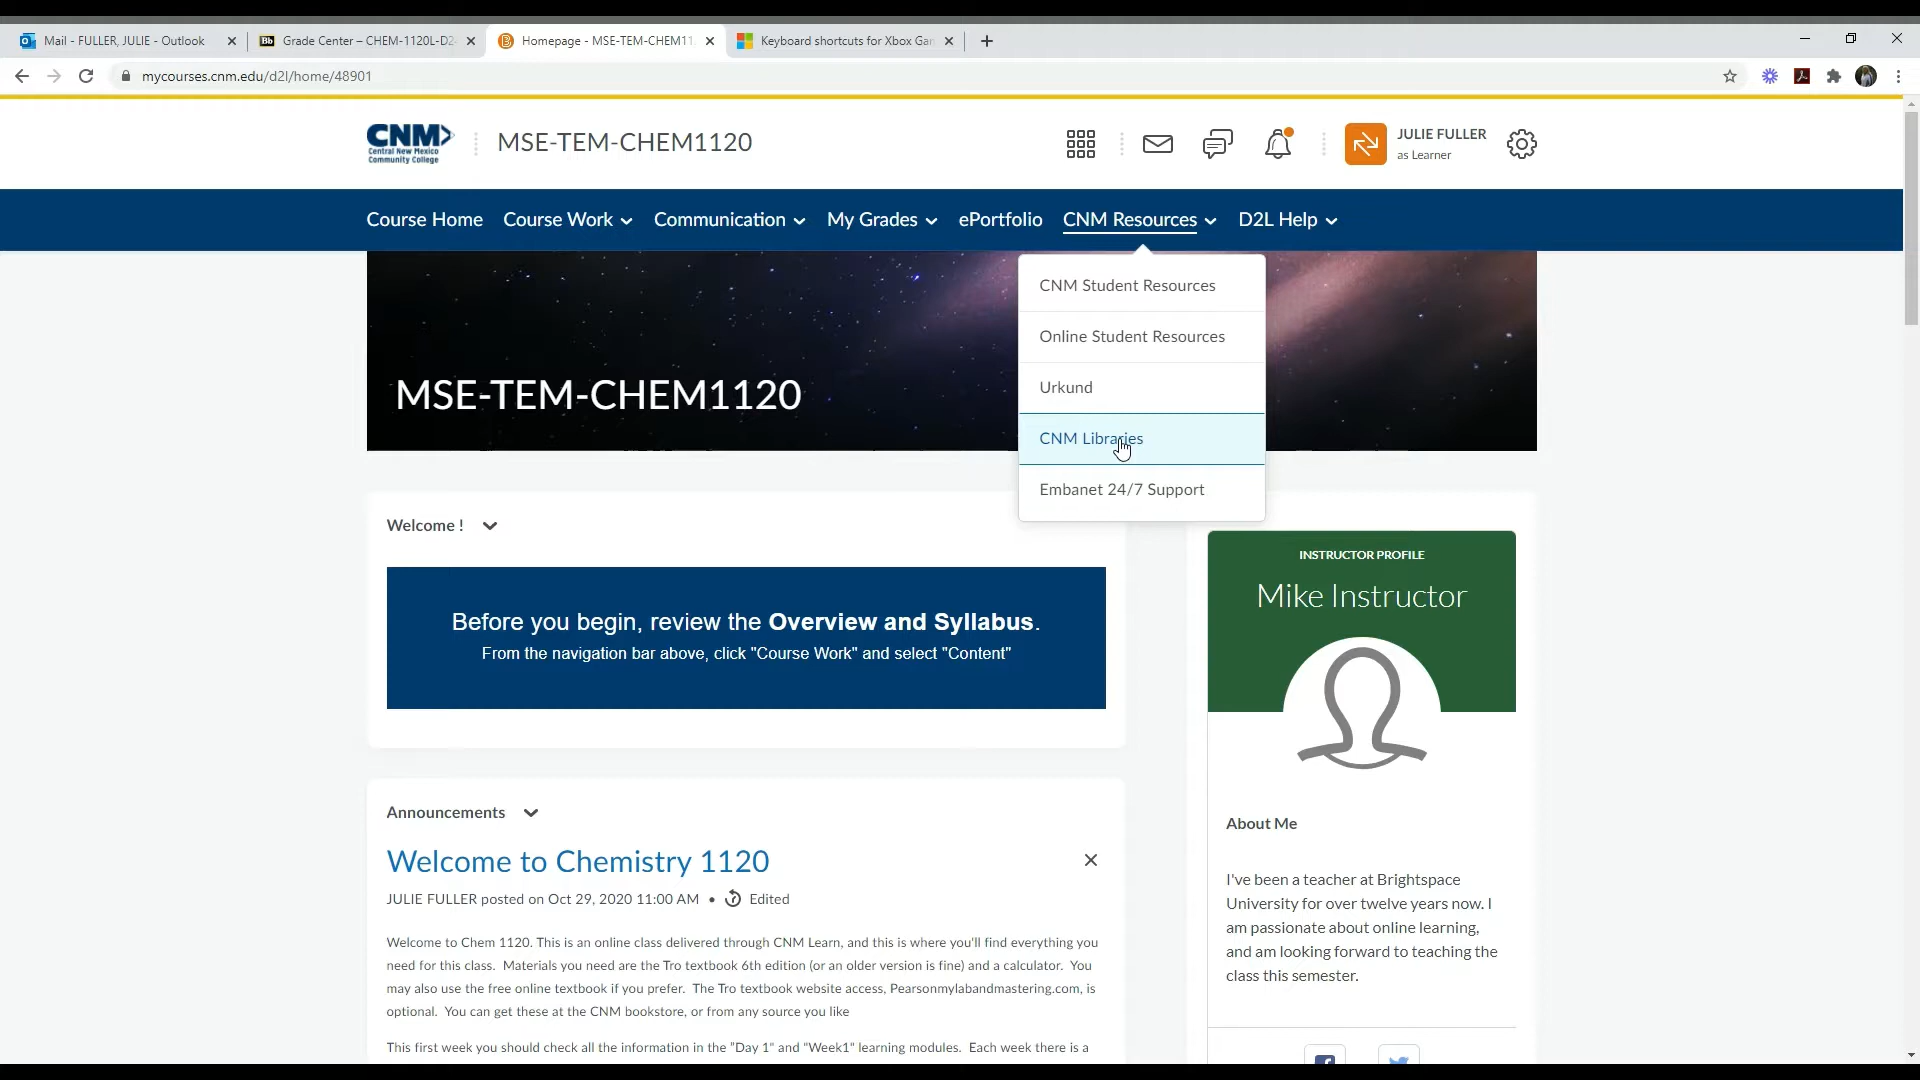 Mail - FULLER, JULIE - Outlook
Grade Center – CHEM-1120L-D2
Homepage - MSE-TEM-CHEM11
Keyboard shortcuts for Xbox Gam
mycourses.cnm.edu/d2l/home/48901
CNM
Central New Mexico
Community College
MSE-TEM-CHEM1120
JULIE FULLER
as Learner
Course Home
Course Work
Communication
My Grades
ePortfolio
CNM Resources
D2L Help
CNM Student Resources
Online Student Resources
Urkund
CNM Libraries
Embanet 24/7 Support
MSE-TEM-CHEM1120
Welcome !
Before you begin, review the Overview and Syllabus.
From the navigation bar above, click "Course Work" and select "Content"
Announcements
Welcome to Chemistry 1120
JULIE FULLER posted on Oct 29, 2020 11:00 AM • Edited
Welcome to Chem 1120. This is an online class delivered through CNM Learn, and this is where you'll find everything you
need for this class. Materials you need are the Tro textbook 6th edition (or an older version is fine) and a calculator. You
may also use the free online textbook if you prefer. The Tro textbook website access, Pearsonmylabandmastering.com, is
optional. You can get these at the CNM bookstore, or from any source you like
This first week you should check all the information in the "Day 1" and "Week1" learning modules. Each week there is a
INSTRUCTOR PROFILE
Mike Instructor
About Me
I've been a teacher at Brightspace
University for over twelve years now. I
am passionate about online learning,
and am looking forward to teaching the
class this semester.